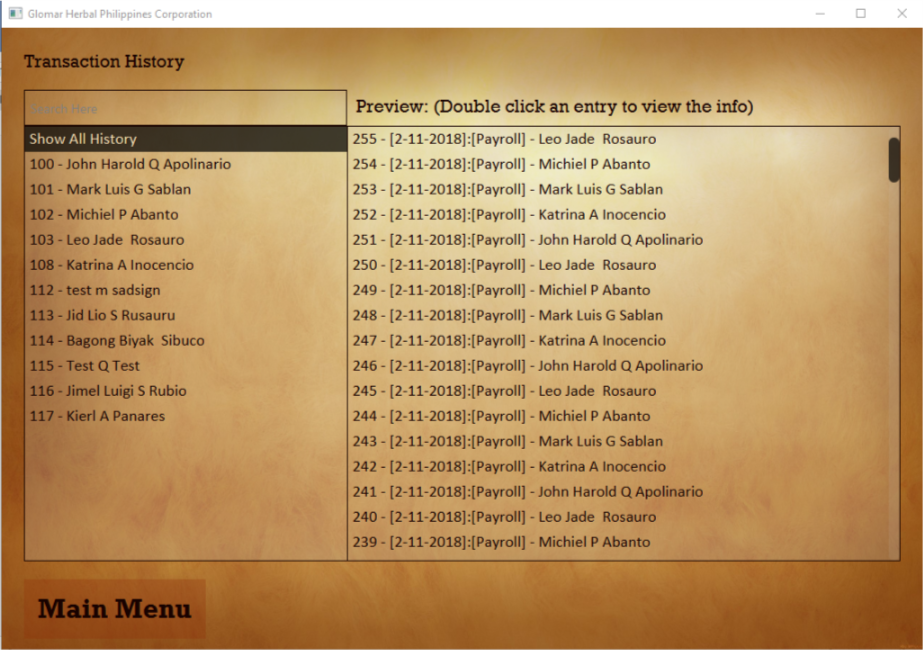 Glomar Herbal Philippines Corporation
Transaction History
Search Here
Preview: (Double click an entry to view the info)
Show All History
100 - John Harold Q Apolinario
101 - Mark Luis G Sablan
102 - Michiel P Abanto
103 - Leo Jade  Rosauro
108 - Katrina A Inocencio
112 - test m sadsign
113 - Jid Lio S Rusauru
114 - Bagong Biyak  Sibuco
115 - Test Q Test
116 - Jimel Luigi S Rubio
117 - Kierl A Panares
255 - [2-11-2018]:[Payroll] - Leo Jade  Rosauro
254 - [2-11-2018]:[Payroll] - Michiel P Abanto
253 - [2-11-2018]:[Payroll] - Mark Luis G Sablan
252 - [2-11-2018]:[Payroll] - Katrina A Inocencio
251 - [2-11-2018]:[Payroll] - John Harold Q Apolinario
250 - [2-11-2018]:[Payroll] - Leo Jade  Rosauro
249 - [2-11-2018]:[Payroll] - Michiel P Abanto
248 - [2-11-2018]:[Payroll] - Mark Luis G Sablan
247 - [2-11-2018]:[Payroll] - Katrina A Inocencio
246 - [2-11-2018]:[Payroll] - John Harold Q Apolinario
245 - [2-11-2018]:[Payroll] - Leo Jade  Rosauro
244 - [2-11-2018]:[Payroll] - Michiel P Abanto
243 - [2-11-2018]:[Payroll] - Mark Luis G Sablan
242 - [2-11-2018]:[Payroll] - Katrina A Inocencio
241 - [2-11-2018]:[Payroll] - John Harold Q Apolinario
240 - [2-11-2018]:[Payroll] - Leo Jade  Rosauro
239 - [2-11-2018]:[Payroll] - Michiel P Abanto
Main Menu